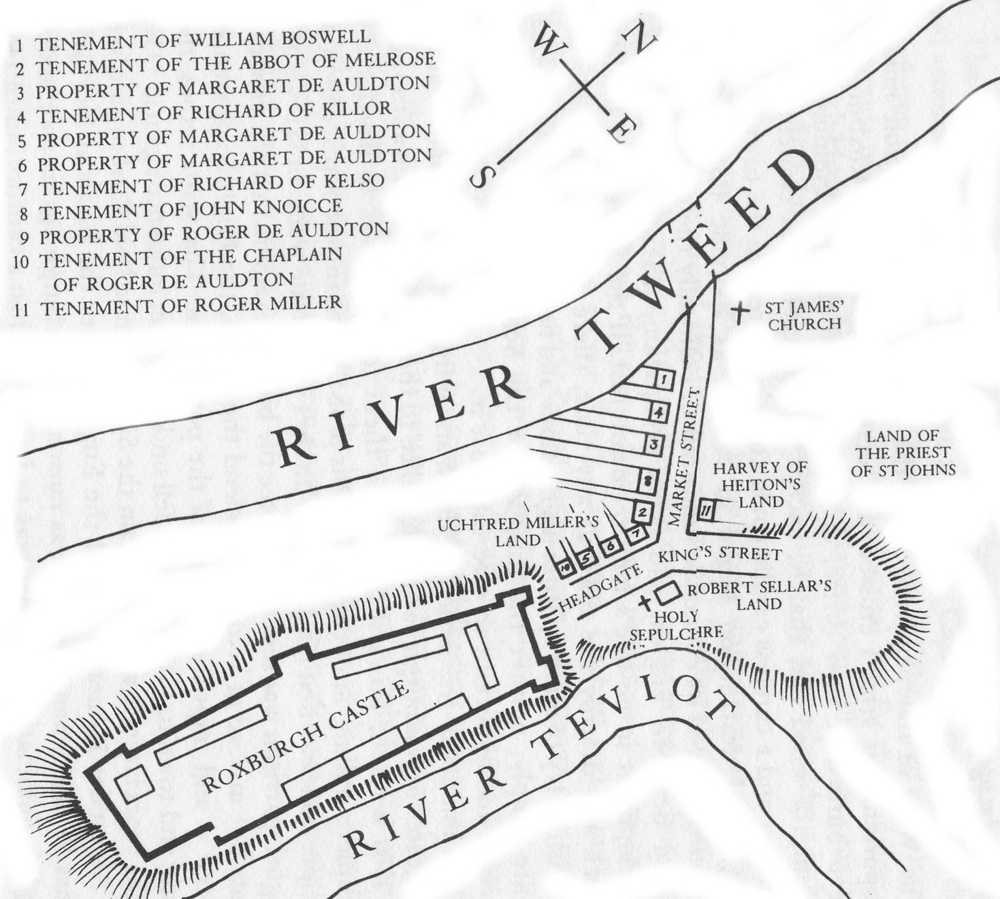 1 TENEMENT OF WILLIAM BOSWELL
2 TENEMENT OF THE ABBOT OF MELROSE
3 PROPERTY OF MARGARET DE AULDTON
4 TENEMENT OF RICHARD OF KILLOR
5 PROPERTY OF MARGARET DE AULDTON
6 PROPERTY OF MARGARET DE AULDTON
7 TENEMENT OF RICHARD OF KELSO
8 TENEMENT OF JOHN KNOICCE
9 PROPERTY OF ROGER DE AULDTON
10 TENEMENT OF THE CHAPLAIN
OF ROGER DE AULDTON
11 TENEMENT OF ROGER MILLER
W
N
E
S
RIVER TWEED
ST JAMES'
CHURCH
1
4
3
8
2
7
6
5
10
11
MARKET STREET
LAND OF
THE PRIEST
OF ST JOHNS
HARVEY OF
HEITON'S
LAND
UCHTRED MILLER'S
LAND
KING'S STREET
HEADGATE
ROBERT SELLAR'S
LAND
HOLY
SEPULCHRE
ROXBURGH CASTLE
RIVER TEVIOT